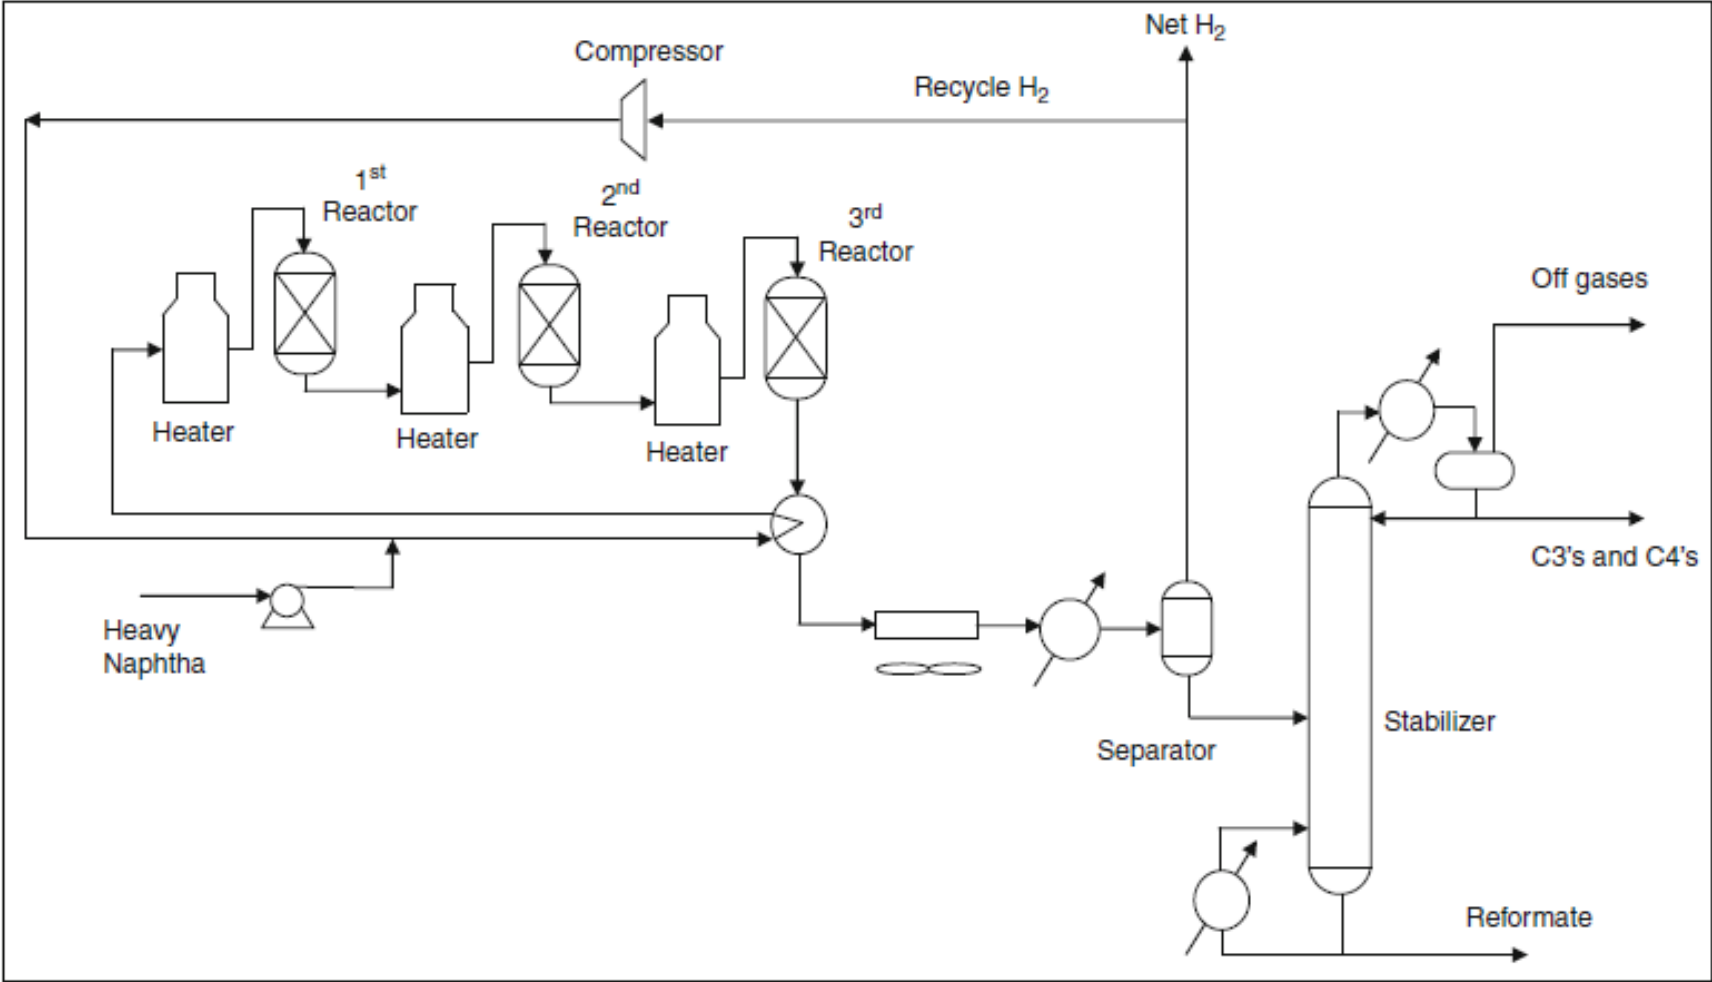 Net H₂
Compressor
Recycle H₂
1ˢᵗ
Reactor
2ⁿᵈ
Reactor
3ʳᵈ
Reactor
Off gases
Heater
Heater
Heater
C3's and C4's
Heavy
Naphtha
Stabilizer
Separator
Reformate